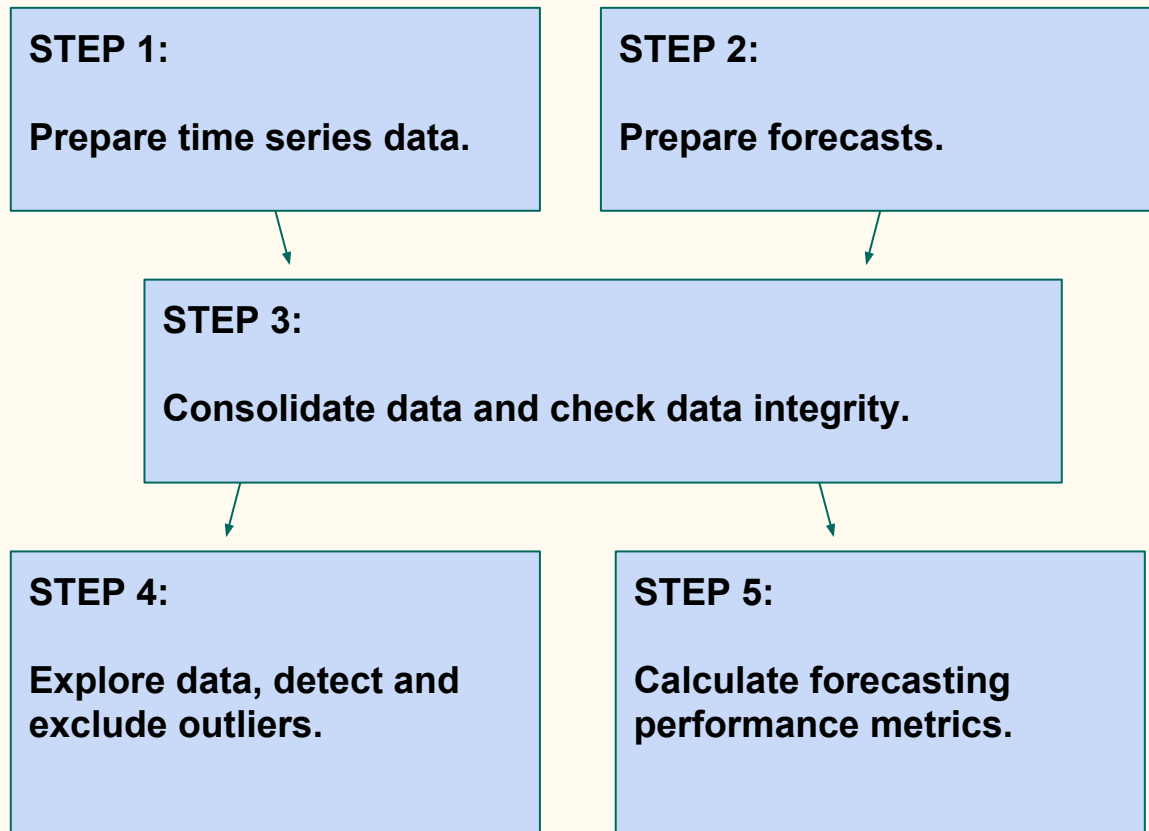 STEP 1:
Prepare time series data.
STEP 2:
Prepare forecasts.
STEP 3:
Consolidate data and check data integrity.
STEP 4:
Explore data, detect and
exclude outliers.
STEP 5:
Calculate forecasting
performance metrics.